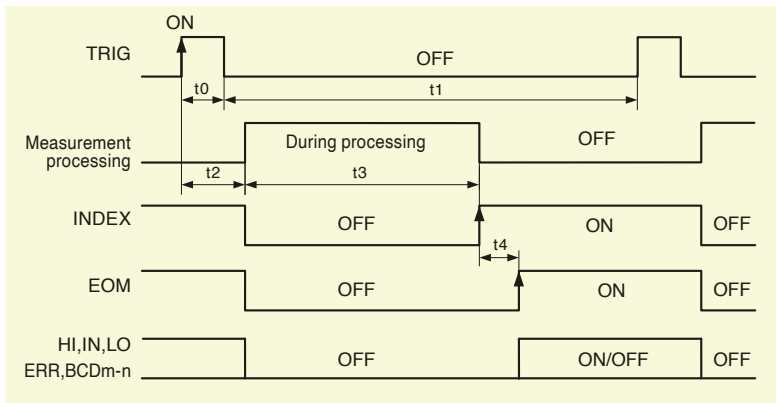 ON
TRIG
OFF
t0
t1
Measurement
processing
During processing
OFF
t2
t3
INDEX
OFF
ON
OFF
t4
EOM
OFF
ON
OFF
HI,IN,LO
ERR,BCDm-n
OFF
ON/OFF
OFF